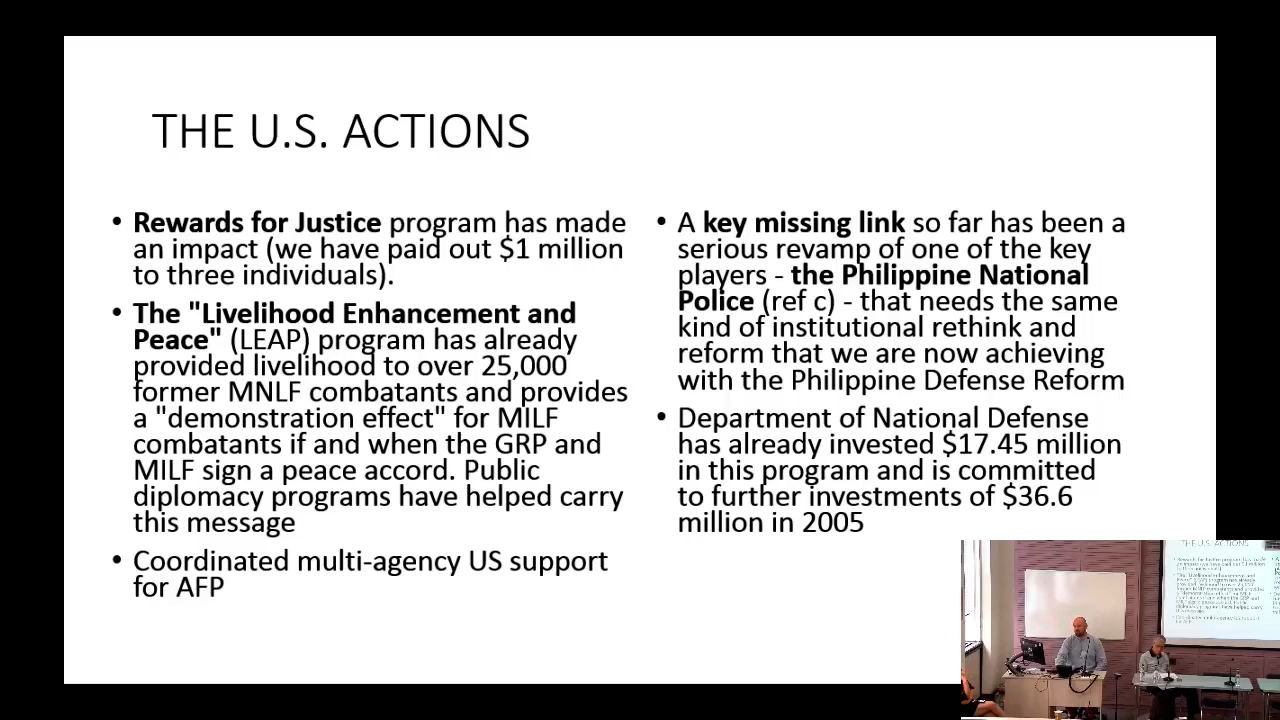 THE U.S. ACTIONS
• Rewards for Justice program has made
an impact (we have paid out $1 million
to three individuals).
• The "Livelihood Enhancement and
Peace" (LEAP) program has already
provided livelihood to over 25,000
former MNLF combatants and provides
a "demonstration effect" for MILF
combatants if and when the GRP and
MILF sign a peace accord. Public
diplomacy programs have helped carry
this message
• Coordinated multi-agency US support
for AFP
• A key missing link so far has been a
serious revamp of one of the key
players - the Philippine National
Police (ref c) - that needs the same
kind of institutional rethink and
reform that we are now achieving
with the Philippine Defense Reform
• Department of National Defense
has already invested $17.45 million
in this program and is committed
to further investments of $36.6
million in 2005
THE U.S. ACTIONS